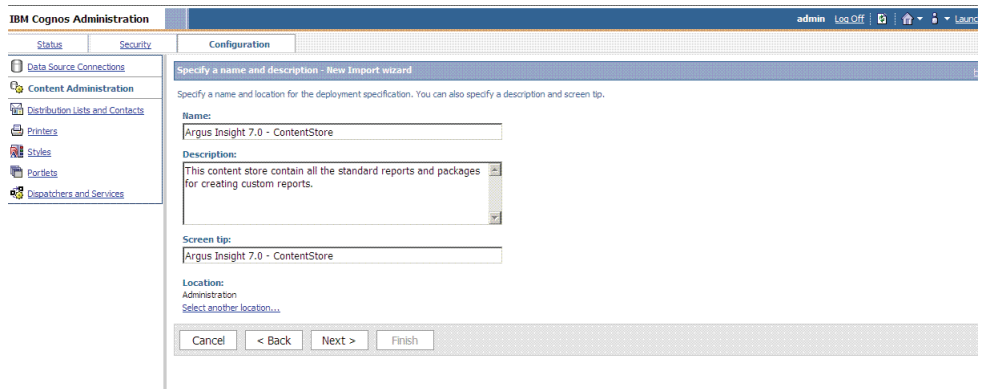 IBM Cognos Administration
admin Log Off
Status Security Configuration
Data Source Connections
Content Administration
Distribution Lists and Contacts
Printers
Styles
Portlets
Dispatchers and Services
Specify a name and description - New Import wizard
Specify a name and location for the deployment specification. You can also specify a description and screen tip.
Name:
Argus Insight 7.0 - ContentStore
Description:
This content store contain all the standard reports and packages
for creating custom reports.
Screen tip:
Argus Insight 7.0 - ContentStore
Location:
Administration
Select another location...
Cancel < Back Next > Finish